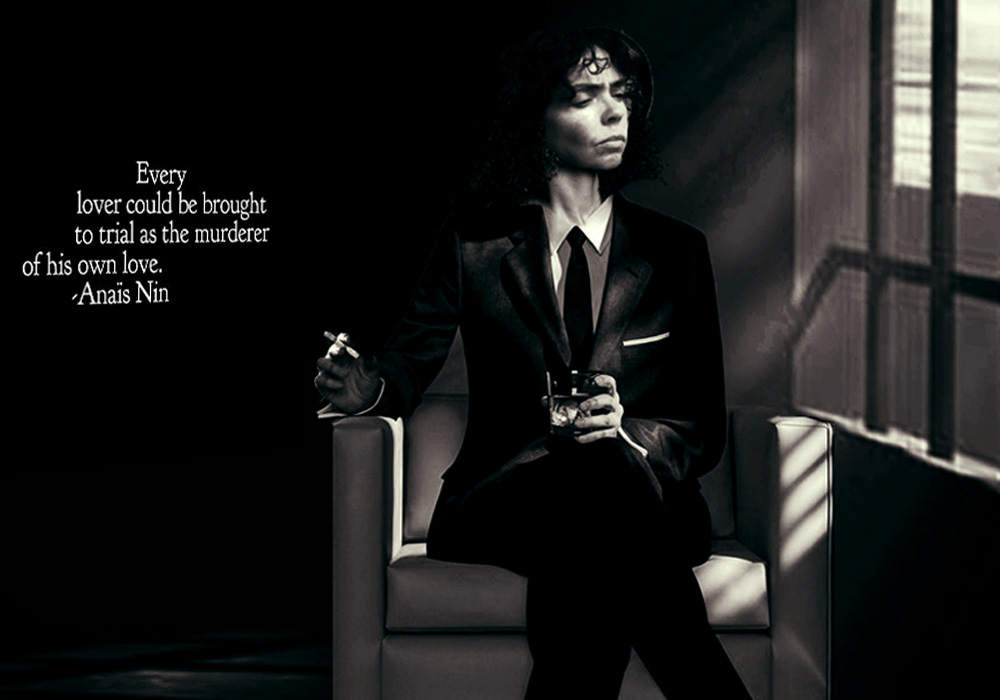 Every
lover could be brought
to trial as the murderer
of his own love.
-Anaïs Nin